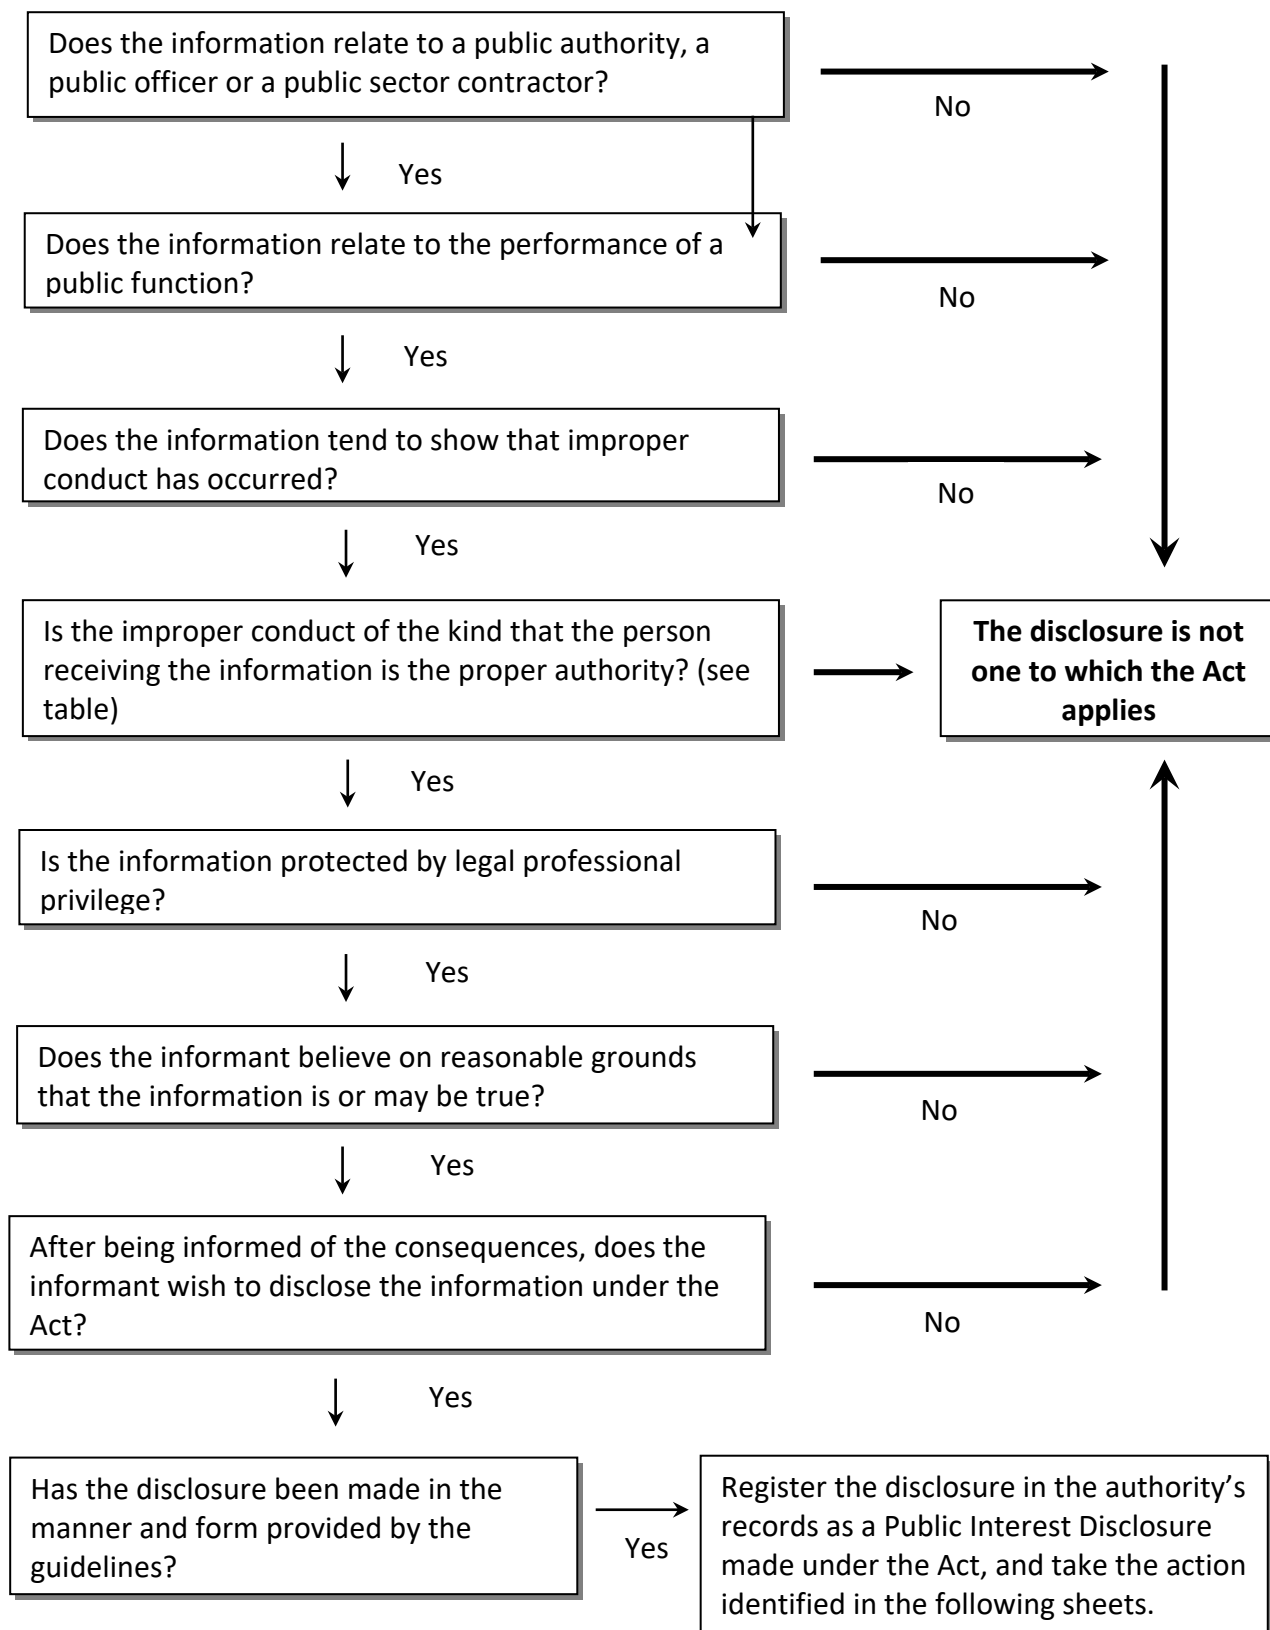 Does the information relate to a public authority, a
public officer or a public sector contractor?
No
Yes
Does the information relate to the performance of a
public function?
No
Yes
Does the information tend to show that improper
conduct has occurred?
No
Yes
Is the improper conduct of the kind that the person
receiving the information is the proper authority? (see
table)
The disclosure is not
one to which the Act
applies
Yes
Is the information protected by legal professional
privilege?
No
Yes
Does the informant believe on reasonable grounds
that the information is or may be true?
No
Yes
After being informed of the consequences, does the
informant wish to disclose the information under the
Act?
No
Yes
Has the disclosure been made in the
manner and form provided by the
guidelines?
Yes
Register the disclosure in the authority’s
records as a Public Interest Disclosure
made under the Act, and take the action
identified in the following sheets.